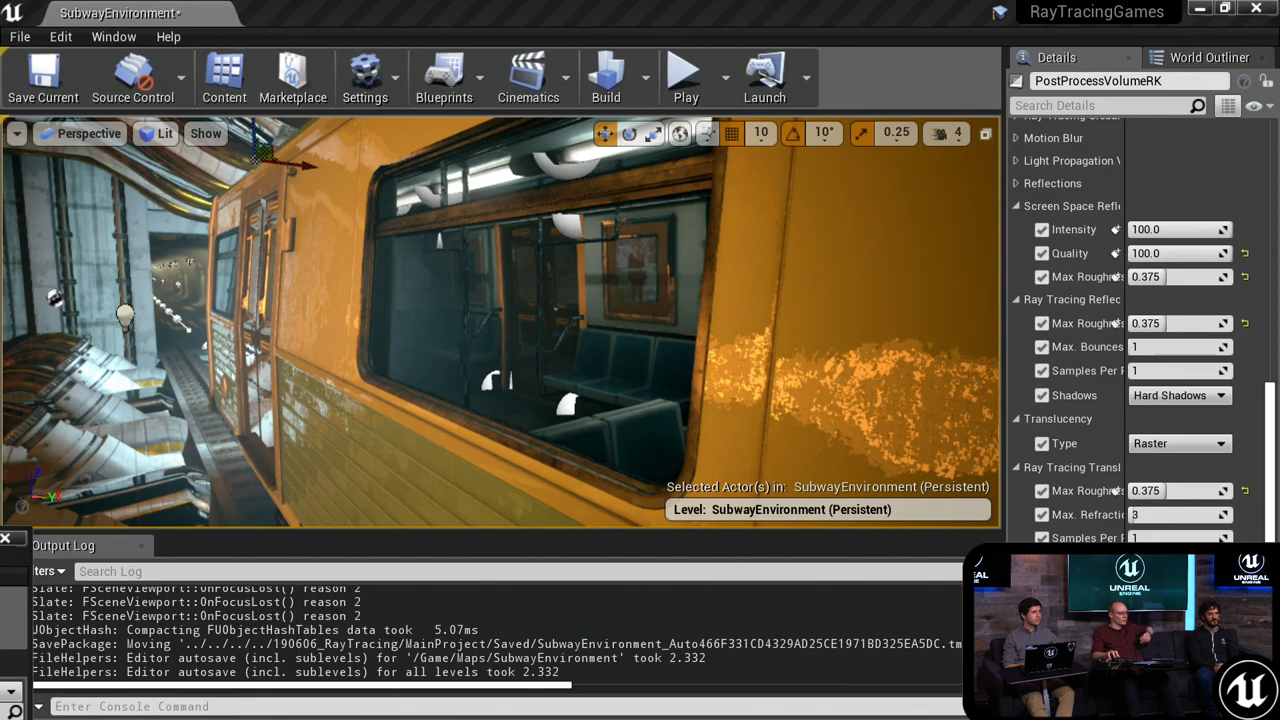 SubwayEnvironment*
RayTracingGames
File Edit Window Help
Save Current Source Control Content Marketplace Settings Blueprints Cinematics Build Play Launch
Details World Outliner
PostProcessVolumeRK
Search Details
Perspective Lit Show 10 10° 0.25 4
Motion Blur
Light Propagation V
Reflections
Screen Space Refl
Intensity 100.0
Quality 100.0
Max Roughnes 0.375
Ray Tracing Reflec
Max Roughnes 0.375
Max. Bounces 1
Samples Per 1
Shadows Hard Shadows
Translucency
Type Raster
Ray Tracing Transl
Max Roughnes 0.375
Max. Refractio 3
Samples Per 1
Selected Actor(s) in: SubwayEnvironment (Persistent)
Level: SubwayEnvironment (Persistent)
Output Log
ters Search Log
Slate: FSceneViewport::OnFocusLost() reason 2
Slate: FSceneViewport::OnFocusLost() reason 2
Slate: FSceneViewport::OnFocusLost() reason 2
UObjectHash: Compacting FUObjectHashTables data took 5.07ms
SavePackage: Moving '../../../../190606_RayTracing/MainProject/Saved/SubwayEnvironment_Auto466F331CD4329AD25CE1971BD325EA5DC.tm
FileHelpers: Editor autosave (incl. sublevels) for '/Game/Maps/SubwayEnvironment' took 2.332
FileHelpers: Editor autosave (incl. sublevels) for all levels took 2.332
Enter Console Command
UNREAL
ENGINE
UNREAL
ENGINE